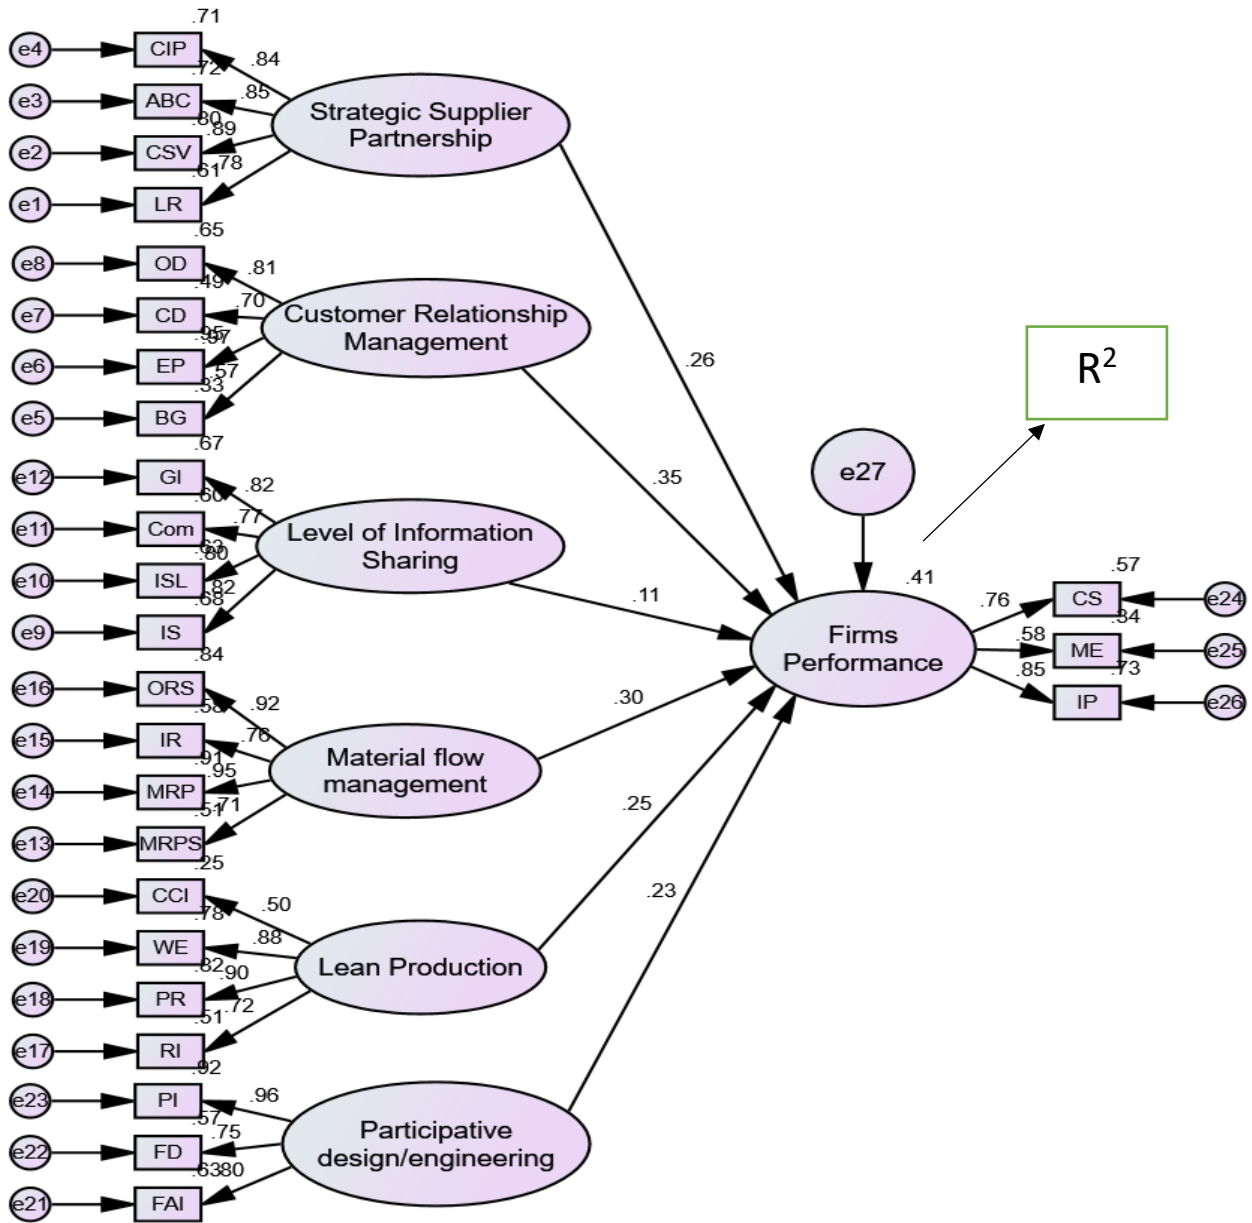 .71
e4
CIP
.84
.72
e3
ABC
.85
.80
.89
e2
CSV
.61
.78
e1
LR
Strategic Supplier
Partnership
.65
e8
OD
.81
.49
e7
CD
.70
.95
.97
e6
EP
.57
.33
e5
BG
Customer Relationship
Management
.67
e12
GI
.82
.60
e11
Com
.77
.63
.80
e10
ISL
.82
.68
e9
IS
Level of Information
Sharing
.84
e16
ORS
.92
.58
e15
IR
.76
.91
.95
e14
MRP
.51
.71
e13
MRPS
Material flow
management
.25
e20
CCI
.50
.78
e19
WE
.88
.82
.90
e18
PR
.51
.72
e17
RI
Lean Production
.92
e23
PI
.96
.57
e22
FD
.75
.63
.80
e21
FAI
Participative
design/engineering
.26
.35
.11
.30
.25
.23
R²
e27
.41
Firms
Performance
.57
.76
CS
e24
.34
.58
ME
e25
.73
.85
IP
e26